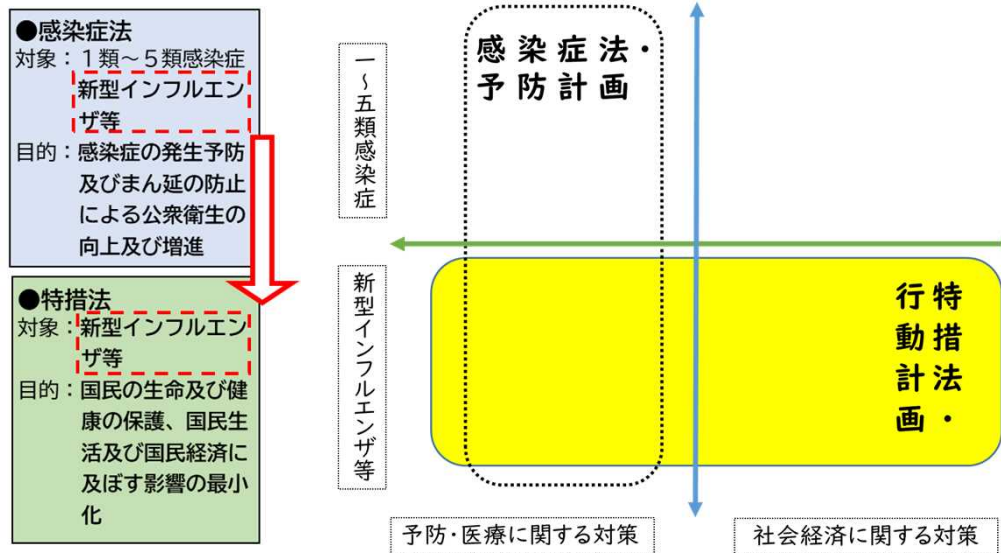 ●感染症法
対象：１類～５類感染症
新型インフルエン
ザ等
目的：感染症の発生予防
及びまん延の防止
による公衆衛生の
向上及び増進
●特措法
対象：新型インフルエン
ザ等
目的：国民の生命及び健
康の保護、国民生
活及び国民経済に
及ぼす影響の最小
化
一～五類感染症
感染症法・
予防計画
新型インフルエンザ等
特措法・
行動計画
予防・医療に関する対策
社会経済に関する対策